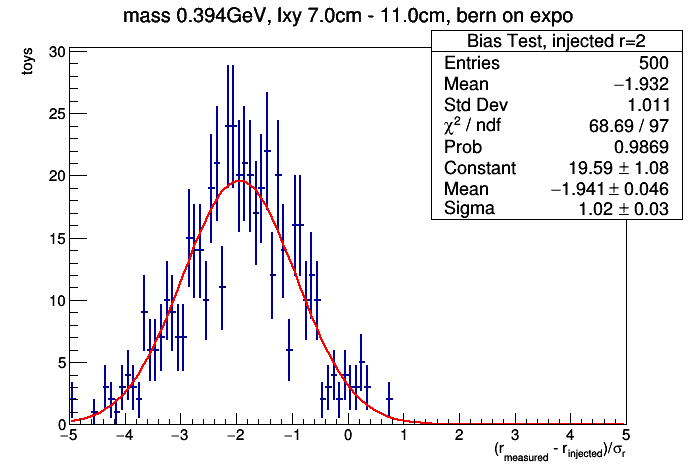 mass 0.394GeV, lxy 7.0cm - 11.0cm, bern on expo
Bias Test, injected r=2
Entries 500
Mean −1.932
Std Dev 1.011
χ² / ndf 68.69 / 97
Prob 0.9869
Constant 19.59 ± 1.08
Mean −1.941 ± 0.046
Sigma 1.02 ± 0.03
toys
30
25
20
15
10
5
0
−5 −4 −3 −2 −1 0 1 2 3 4 5
(r_measured - r_injected)/σ_r